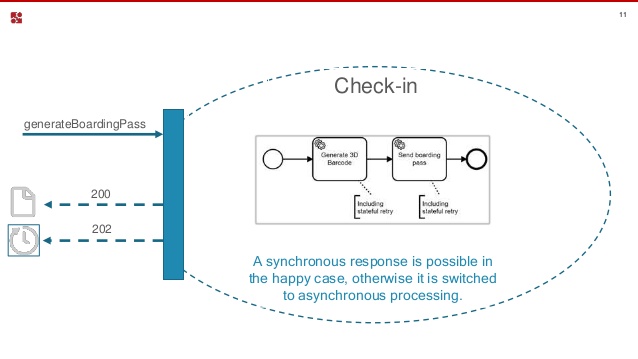 11
Check-in
generateBoardingPass
Generate 3D
Barcode
Send boarding
pass
200
Including
stateful retry
Including
stateful retry
202
A synchronous response is possible in
the happy case, otherwise it is switched
to asynchronous processing.